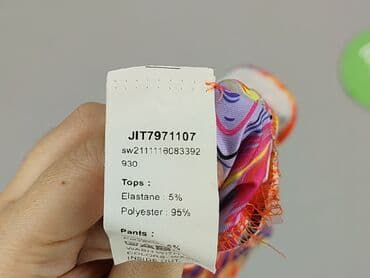 JIT7971107
sw2111116083392
930
Tops :
Elastane : 5%
Polyester : 95%
Pants :